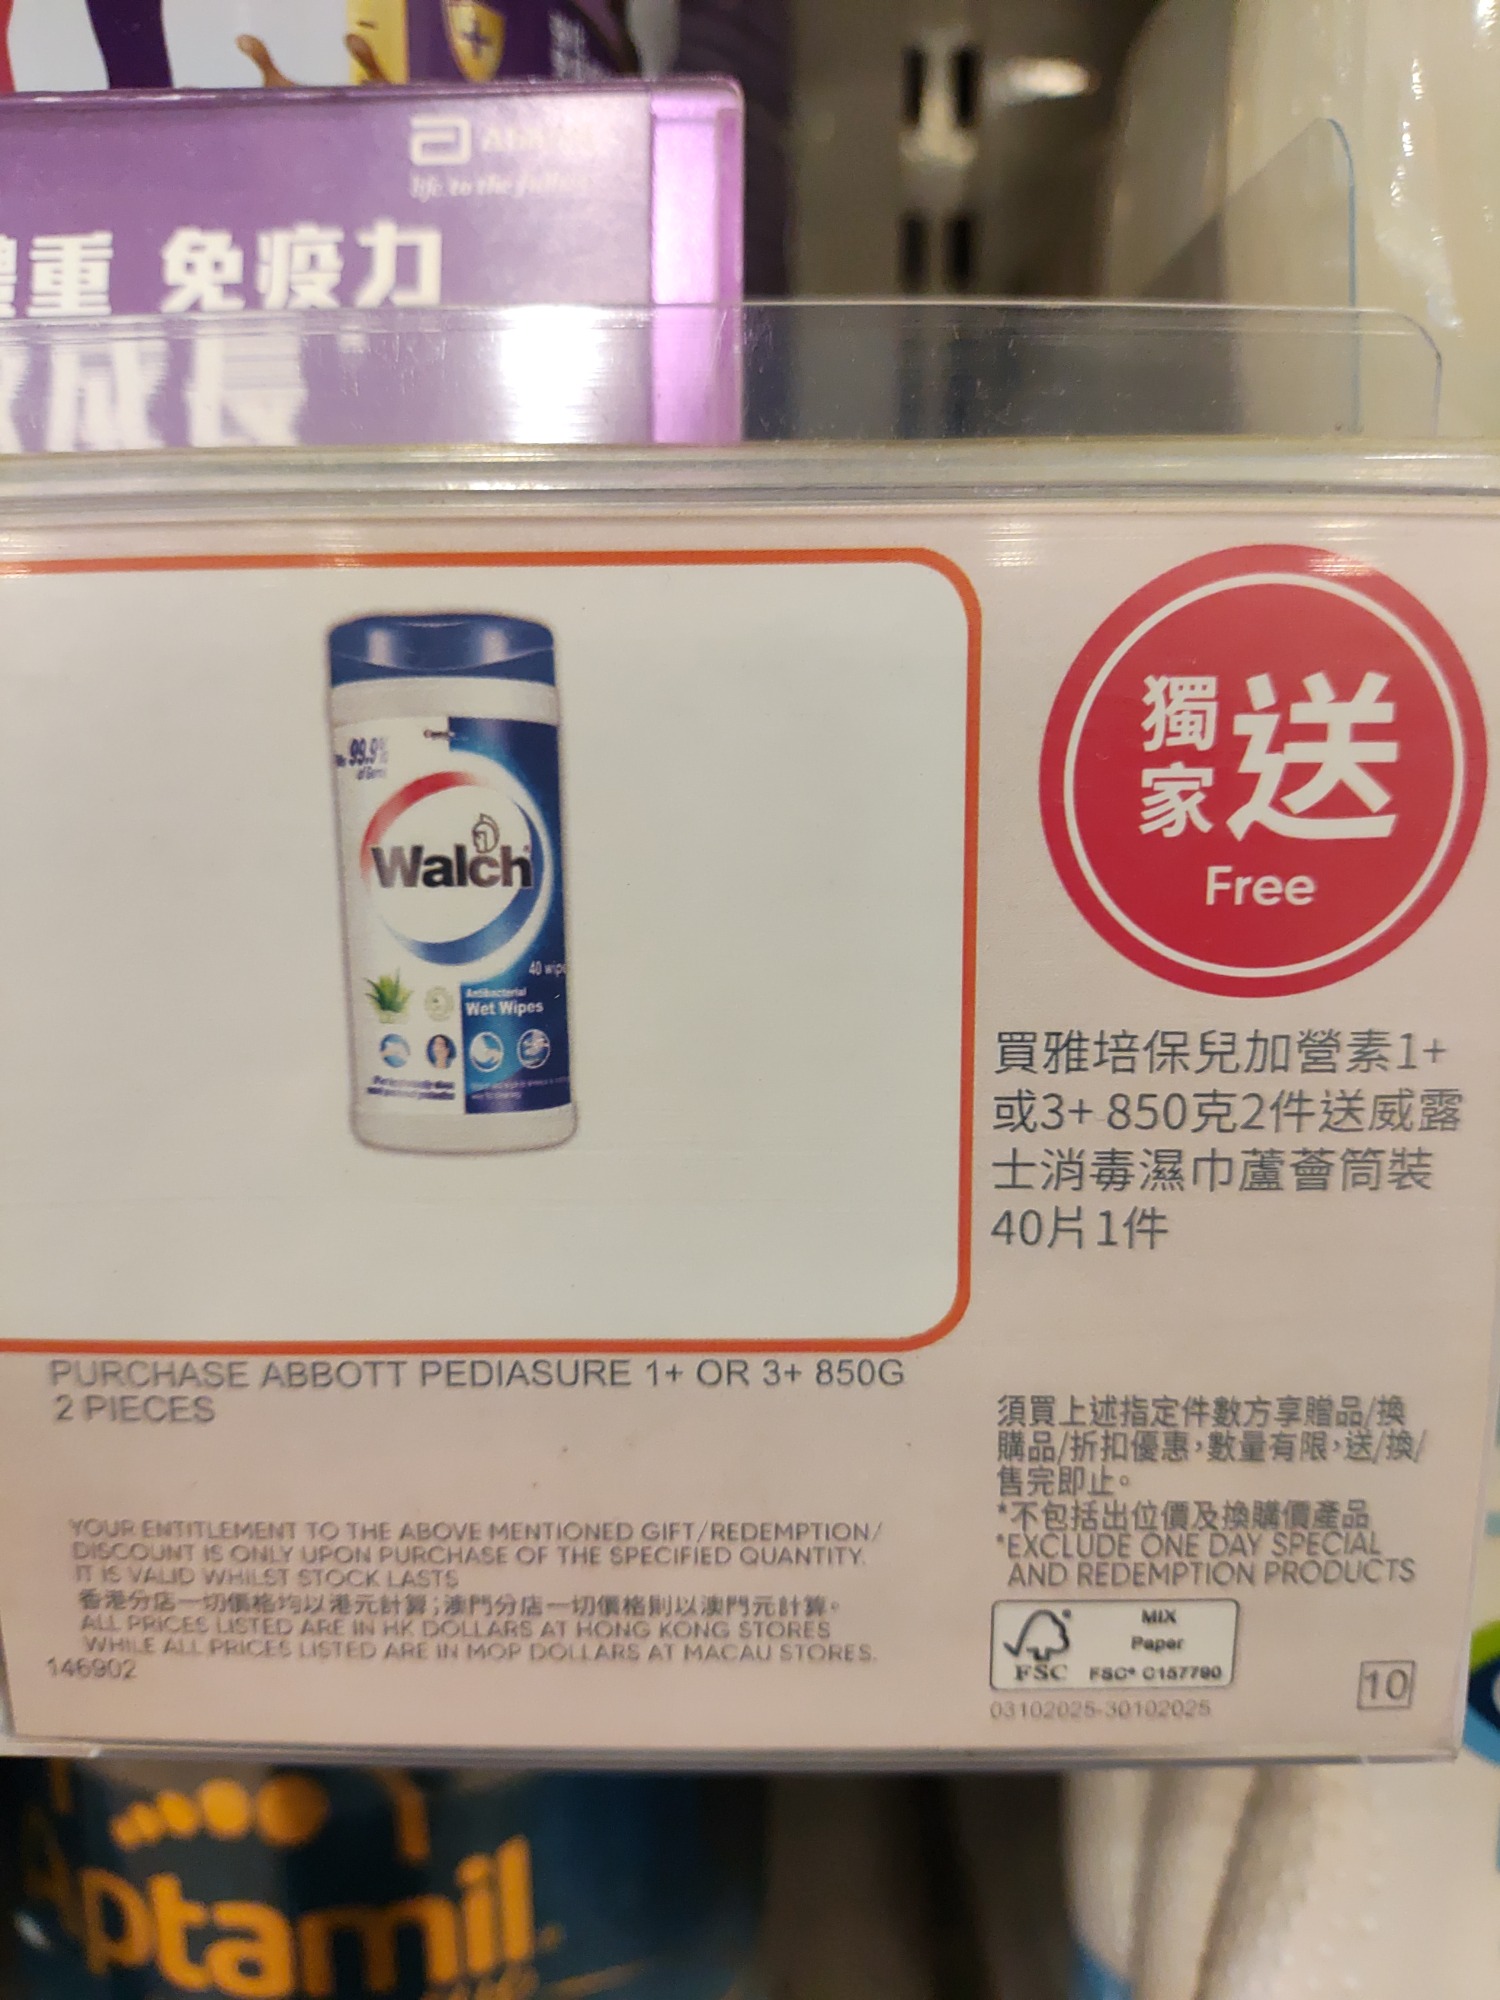 Abbott
life. to the fullest.
重 免疫力
成長
99.9%
of Germs
Walch
40 wipes
Antibacterial
Wet Wipes
獨家送
Free
買雅培保兒加營素1+
或3+ 850克2件送威露
士消毒濕巾蘆薈筒裝
40片1件
PURCHASE ABBOTT PEDIASURE 1+ OR 3+ 850G
2 PIECES
須買上述指定件數方享贈品/換
購品/折扣優惠,數量有限,送/換/
售完即止。
*不包括出位價及換購價產品
*EXCLUDE ONE DAY SPECIAL
AND REDEMPTION PRODUCTS
YOUR ENTITLEMENT TO THE ABOVE MENTIONED GIFT/REDEMPTION/
DISCOUNT IS ONLY UPON PURCHASE OF THE SPECIFIED QUANTITY.
IT IS VALID WHILST STOCK LASTS
香港分店一切價格均以港元計算;澳門分店一切價格則以澳門元計算。
ALL PRICES LISTED ARE IN HK DOLLARS AT HONG KONG STORES
WHILE ALL PRICES LISTED ARE IN MOP DOLLARS AT MACAU STORES.
146902
FSC
MIX
Paper
FSC® C157790
03102025-30102025
10
Aptamil